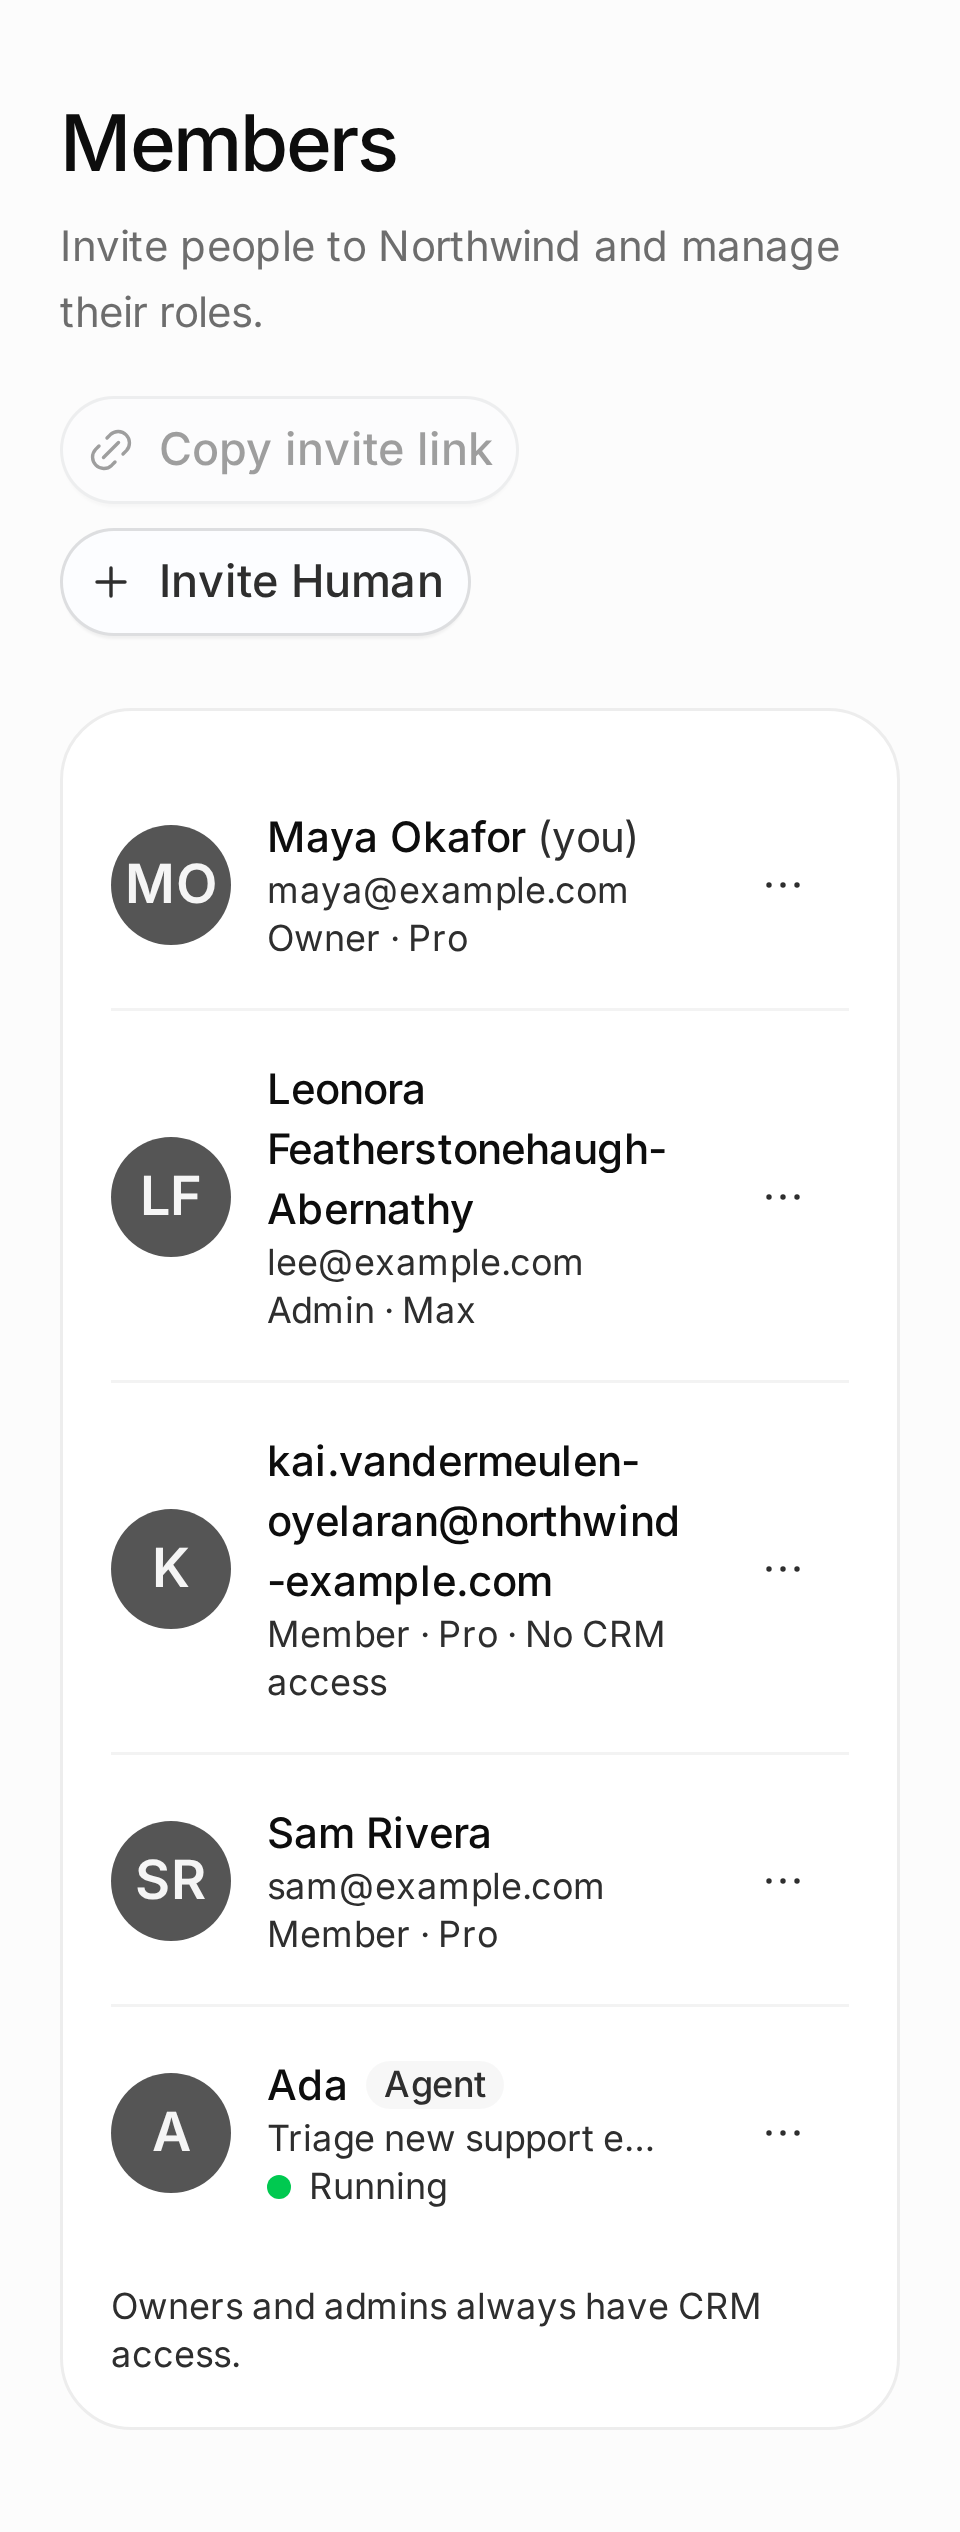 Members
Invite people to Northwind and manage
their roles.
Copy invite link
Invite Human
MO
Maya Okafor (you)
maya@example.com
Owner · Pro
LF
Leonora
Featherstonehaugh-
Abernathy
lee@example.com
Admin · Max
K
kai.vandermeulen-
oyelaran@northwind
-example.com
Member · Pro · No CRM
access
SR
Sam Rivera
sam@example.com
Member · Pro
A
Ada Agent
Triage new support e...
Running
Owners and admins always have CRM
access.